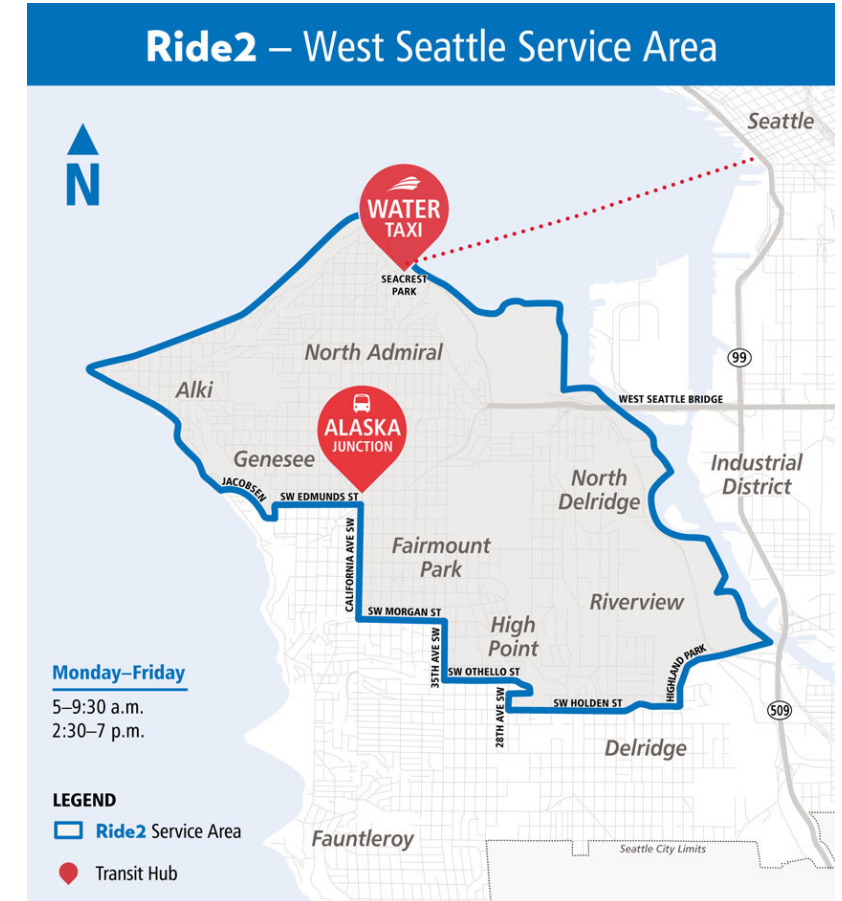 Ride2 – West Seattle Service Area
Seattle
N
WATER
TAXI
SEACREST
PARK
North Admiral
99
Alki
WEST SEATTLE BRIDGE
ALASKA
JUNCTION
Genesee
Industrial
District
North
Delridge
JACOBSEN
SW EDMUNDS ST
CALIFORNIA AVE SW
Fairmount
Park
Riverview
SW MORGAN ST
High
Point
35TH AVE SW
SW OTHELLO ST
HIGHLAND PARK
28TH AVE SW
SW HOLDEN ST
509
Delridge
Monday–Friday
5–9:30 a.m.
2:30–7 p.m.
LEGEND
Ride2 Service Area
Transit Hub
Fauntleroy
Seattle City Limits